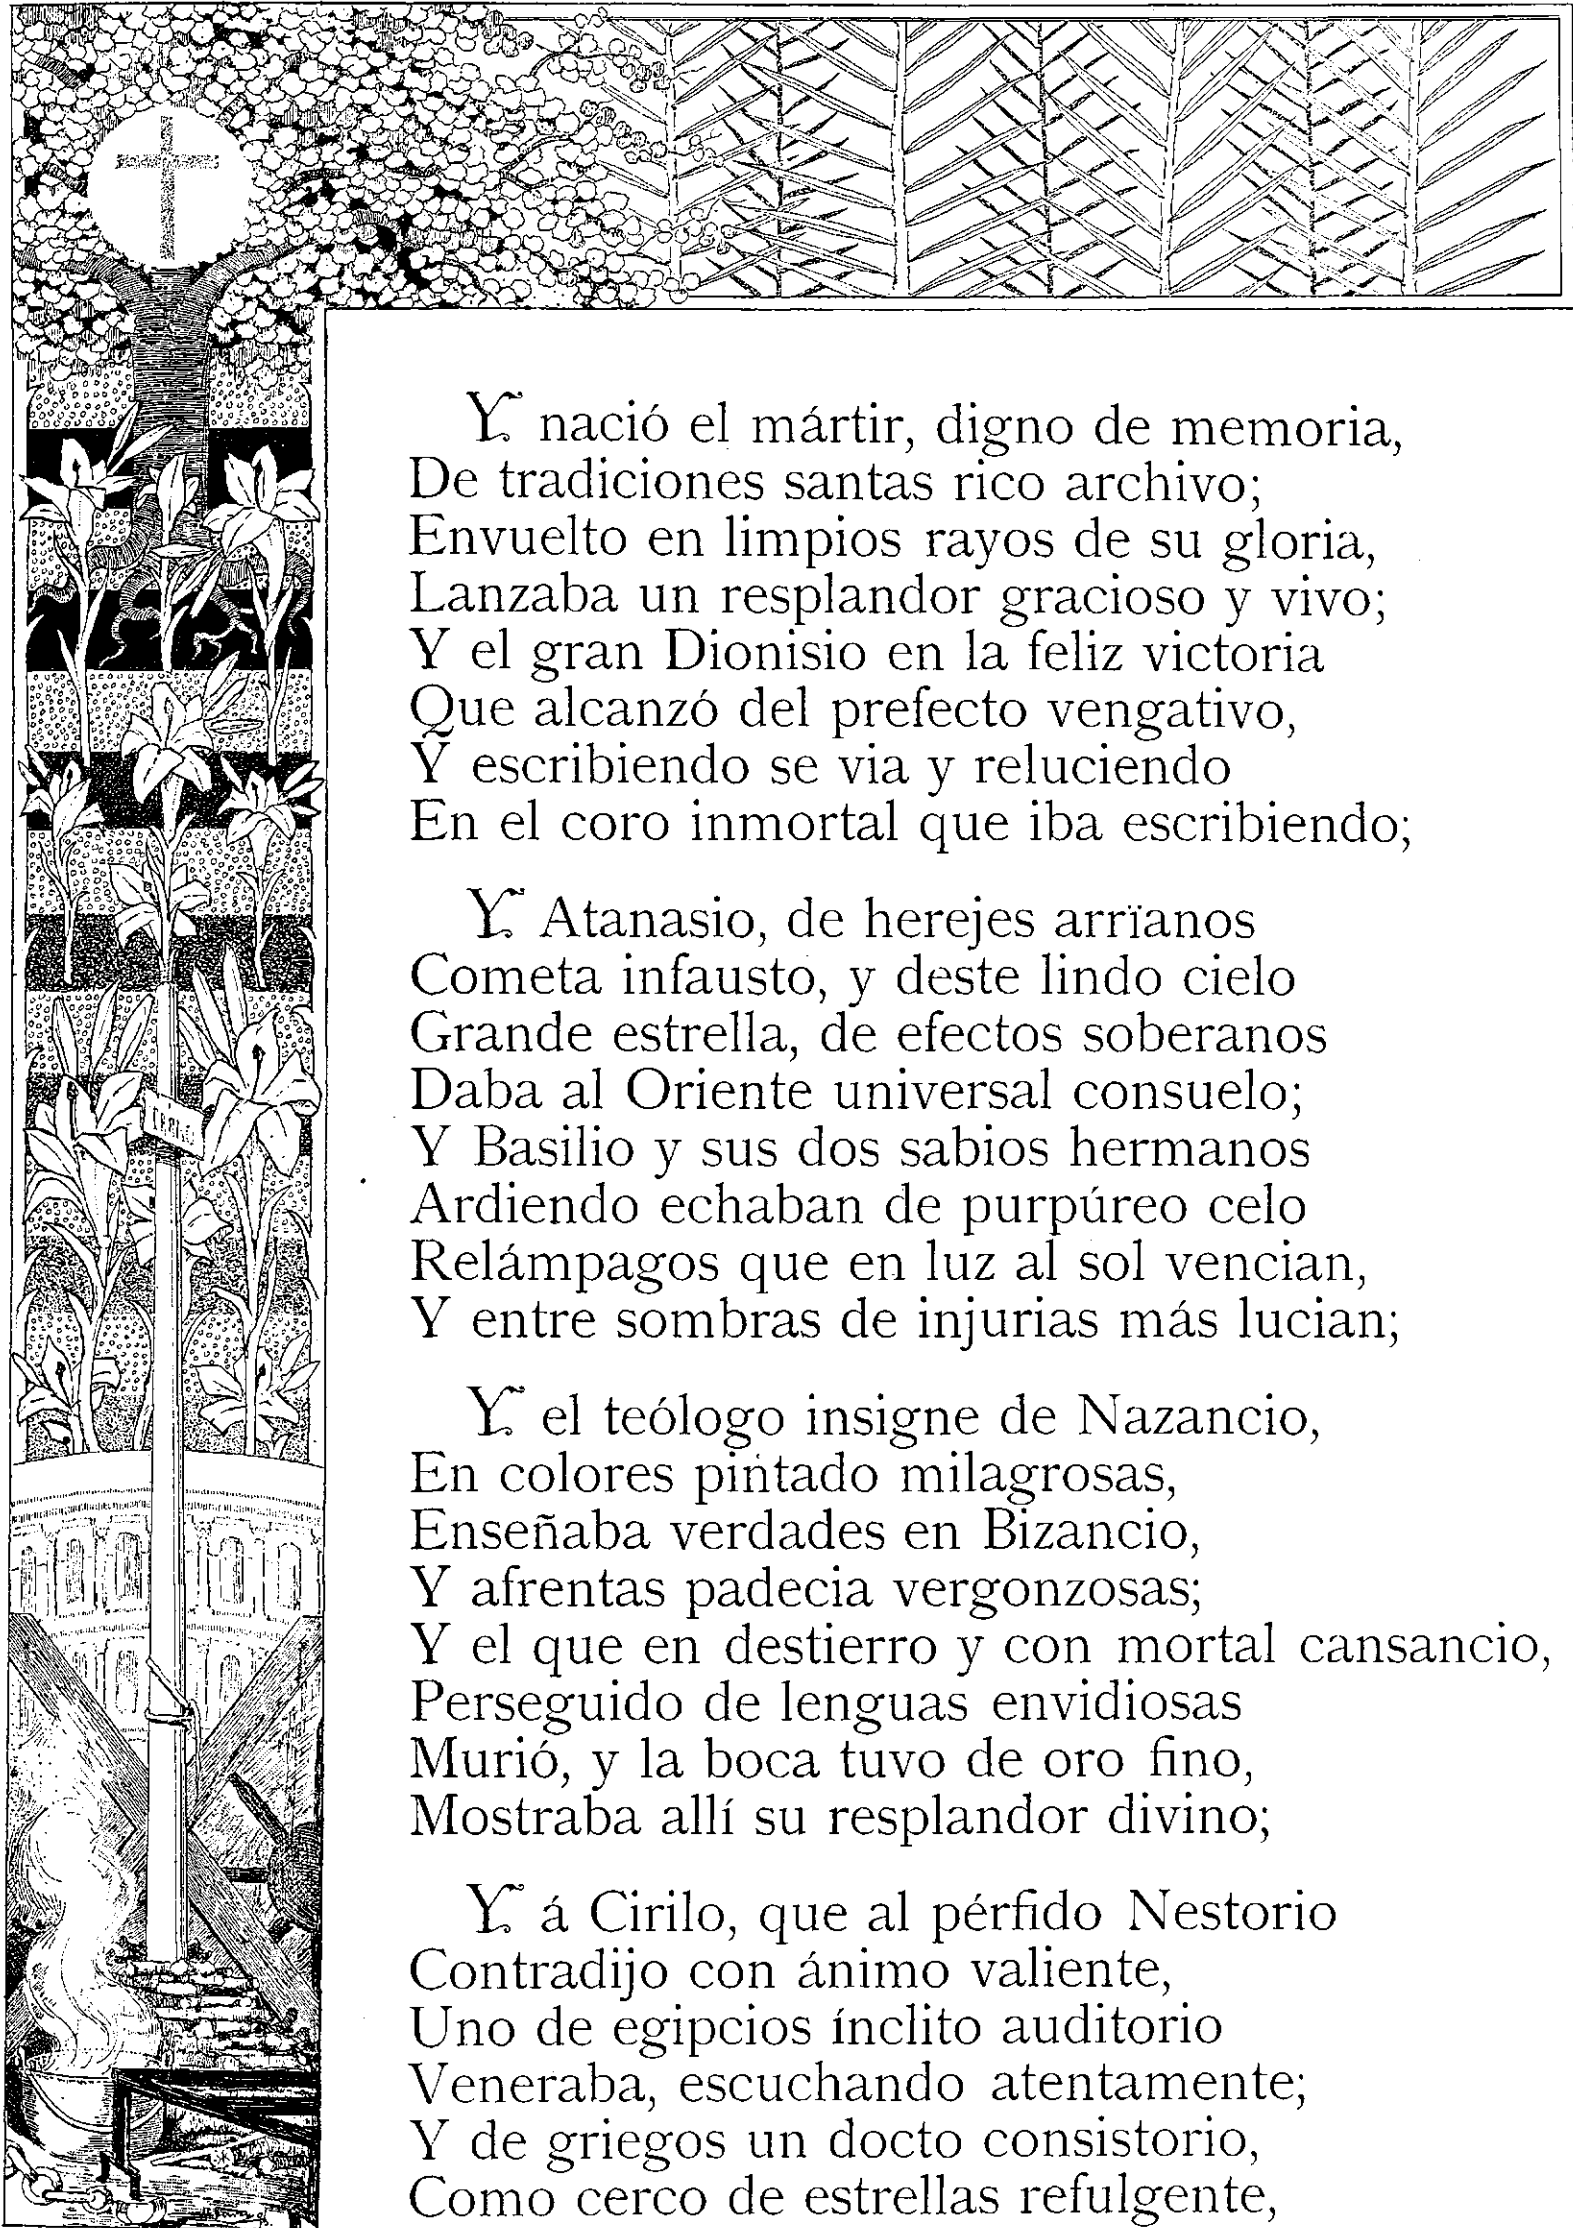 Y nació el mártir, digno de memoria,
De tradiciones santas rico archivo;
Envuelto en limpios rayos de su gloria,
Lanzaba un resplandor gracioso y vivo;
Y el gran Dionisio en la feliz victoria
Que alcanzó del prefecto vengativo,
Y escribiendo se via y reluciendo
En el coro inmortal que iba escribiendo;
Y Atanasio, de herejes arrïanos
Cometa infausto, y deste lindo cielo
Grande estrella, de efectos soberanos
Daba al Oriente universal consuelo;
Y Basilio y sus dos sabios hermanos
Ardiendo echaban de purpúreo celo
Relámpagos que en luz al sol vencian,
Y entre sombras de injurias más lucian;
Y el teólogo insigne de Nazancio,
En colores pintado milagrosas,
Enseñaba verdades en Bizancio,
Y afrentas padecia vergonzosas;
Y el que en destierro y con mortal cansancio,
Perseguido de lenguas envidiosas
Murió, y la boca tuvo de oro fino,
Mostraba allí su resplandor divino;
Y á Cirilo, que al pérfido Nestorio
Contradijo con ánimo valiente,
Uno de egipcios ínclito auditorio
Veneraba, escuchando atentamente;
Y de griegos un docto consistorio,
Como cerco de estrellas refulgente,